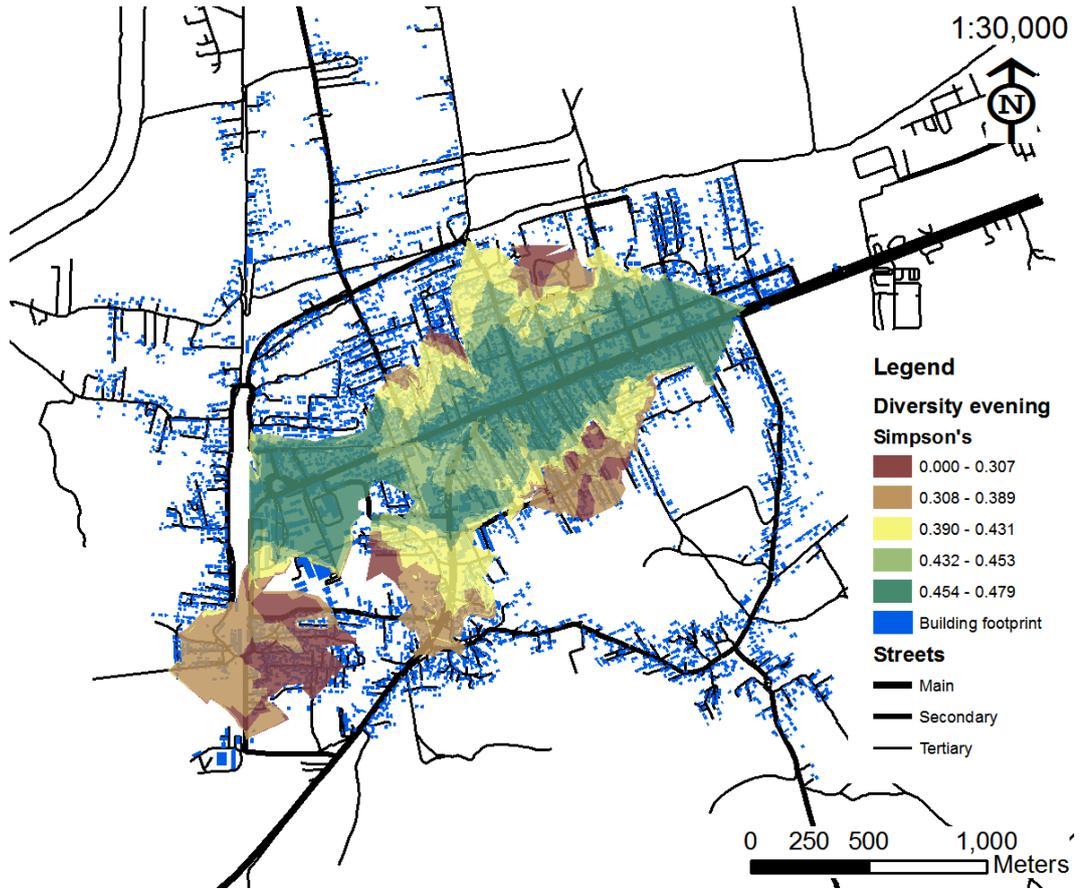 1:30,000
N
Legend
Diversity evening
Simpson's
0.000 - 0.307
0.308 - 0.389
0.390 - 0.431
0.432 - 0.453
0.454 - 0.479
Building footprint
Streets
Main
Secondary
Tertiary
0 250 500 1,000
Meters